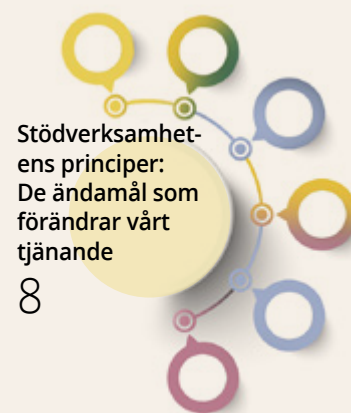 Stödverksamhet-
ens principer:
De ändamål som
förändrar vårt
tjänande
8